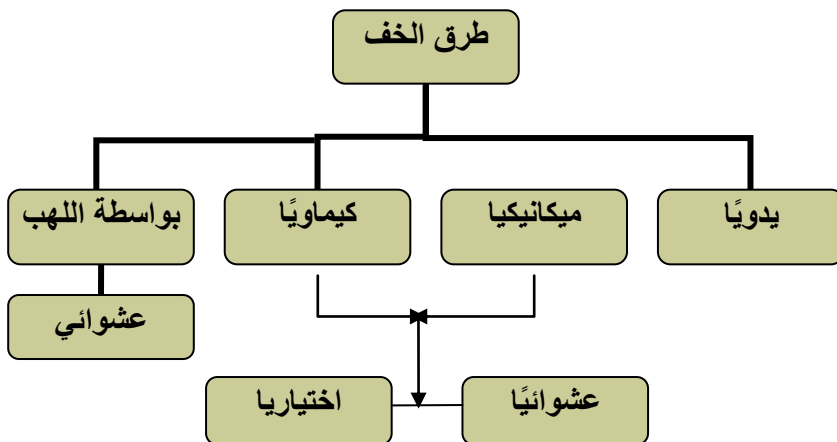 طرق الخف
يدويًا
ميكانيكيا
كيماويًا
بواسطة اللهب
عشوائي
عشوائيًا
اختياريا